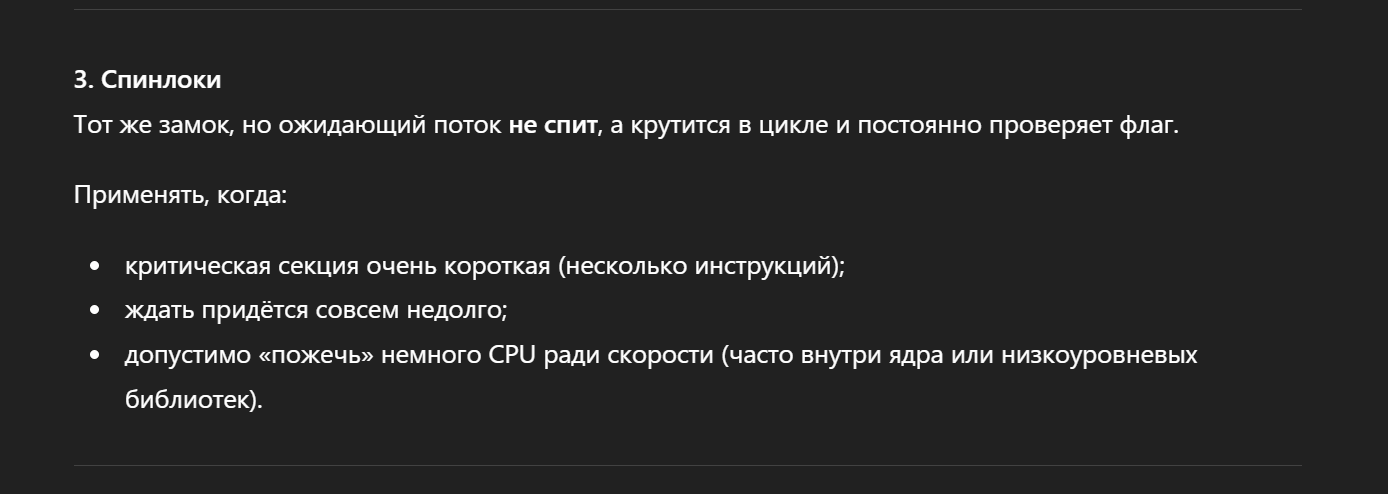 3. Спинлоки
Тот же замок, но ожидающий поток не спит, а крутится в цикле и постоянно проверяет флаг.
Применять, когда:
• критическая секция очень короткая (несколько инструкций);
• ждать придётся совсем недолго;
• допустимо «пожечь» немного CPU ради скорости (часто внутри ядра или низкоуровневых
библиотек).